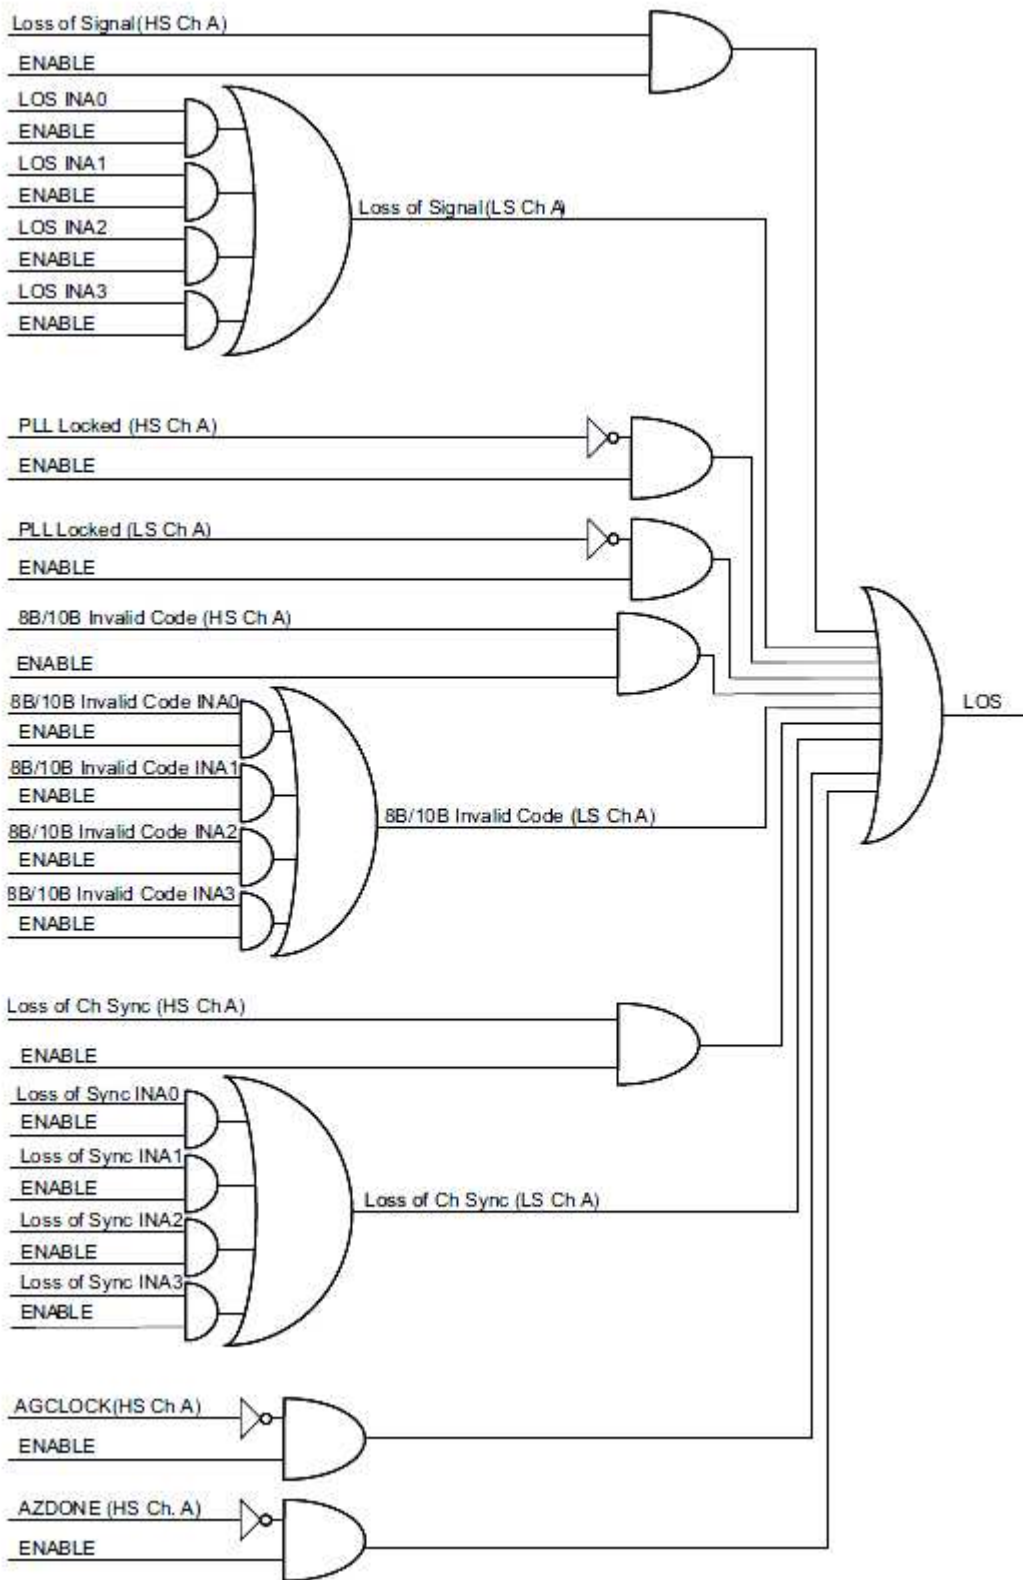 Loss of Signal(HS Ch A)
ENABLE
LOS INA0
ENABLE
LOS INA1
ENABLE
Loss of Signal(LS Ch A)
LOS INA2
ENABLE
LOS INA3
ENABLE
PLL Locked (HS Ch A)
ENABLE
PLL Locked (LS Ch A)
ENABLE
8B/10B Invalid Code (HS Ch A)
ENABLE
LOS
8B/10B Invalid Code INA0
ENABLE
8B/10B Invalid Code INA1
ENABLE
8B/10B Invalid Code (LS Ch A)
8B/10B Invalid Code INA2
ENABLE
8B/10B Invalid Code INA3
ENABLE
Loss of Ch Sync (HS Ch A)
ENABLE
Loss of Sync INA0
ENABLE
Loss of Sync INA1
ENABLE
Loss of Ch Sync (LS Ch A)
Loss of Sync INA2
ENABLE
Loss of Sync INA3
ENABLE
AGCLOCK(HS Ch A)
ENABLE
AZDONE (HS Ch. A)
ENABLE